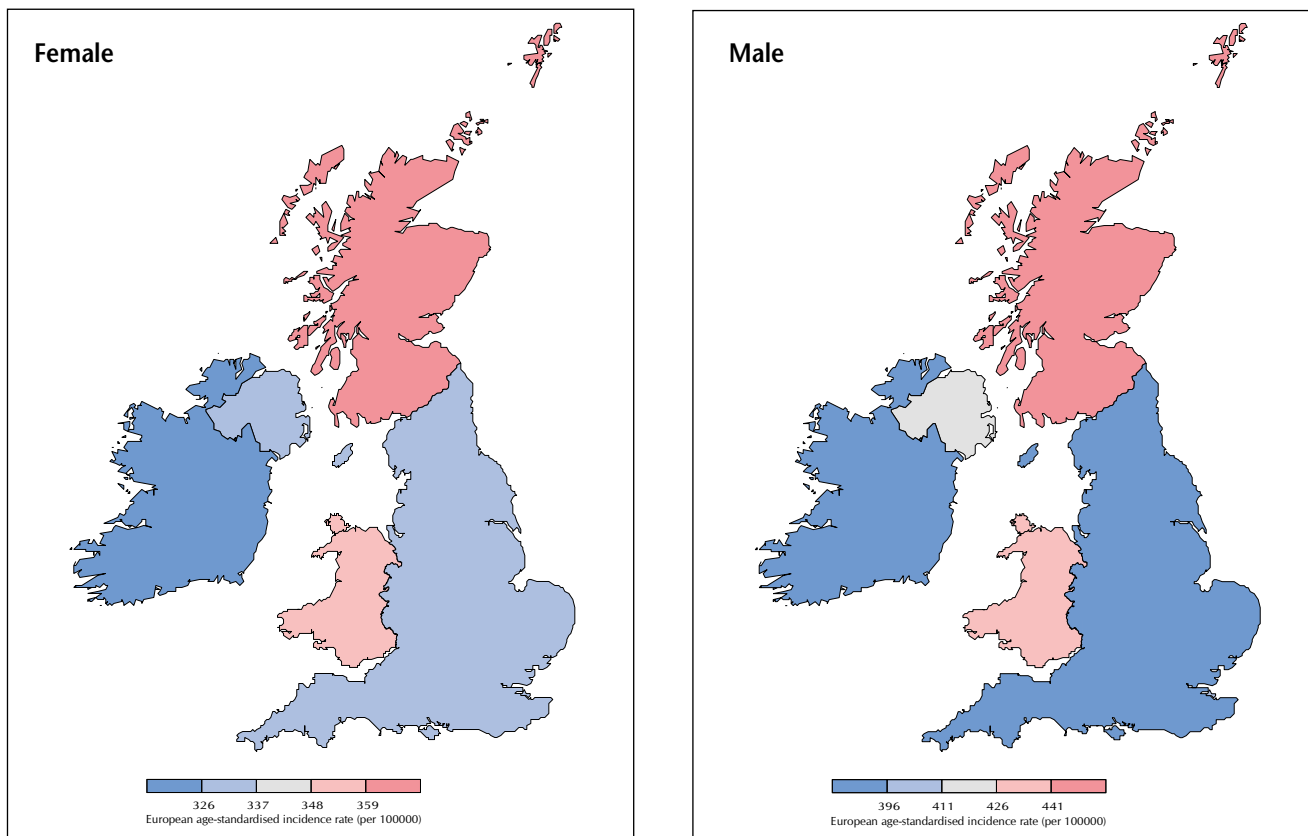 Female
326 337 348 359
European age-standardised incidence rate (per 100000)
Male
396 411 426 441
European age-standardised incidence rate (per 100000)